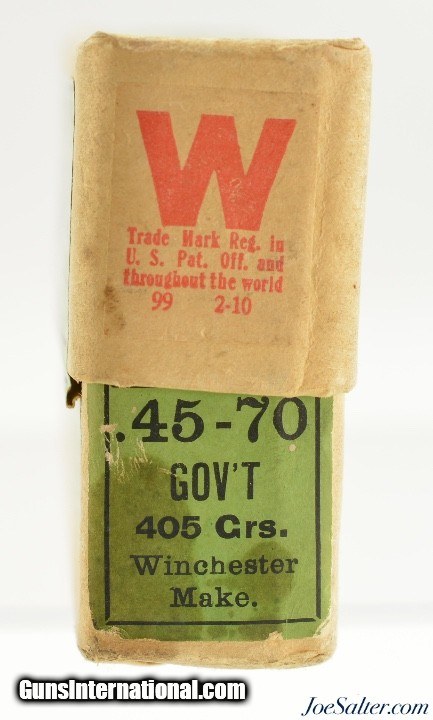 W
Trade Mark Reg. in
U. S. Pat. Off. and
throughout the world
99 2-10
.45-70
GOV'T
405 Grs.
Winchester
Make.
GunsInternational.com
JoeSalter.com